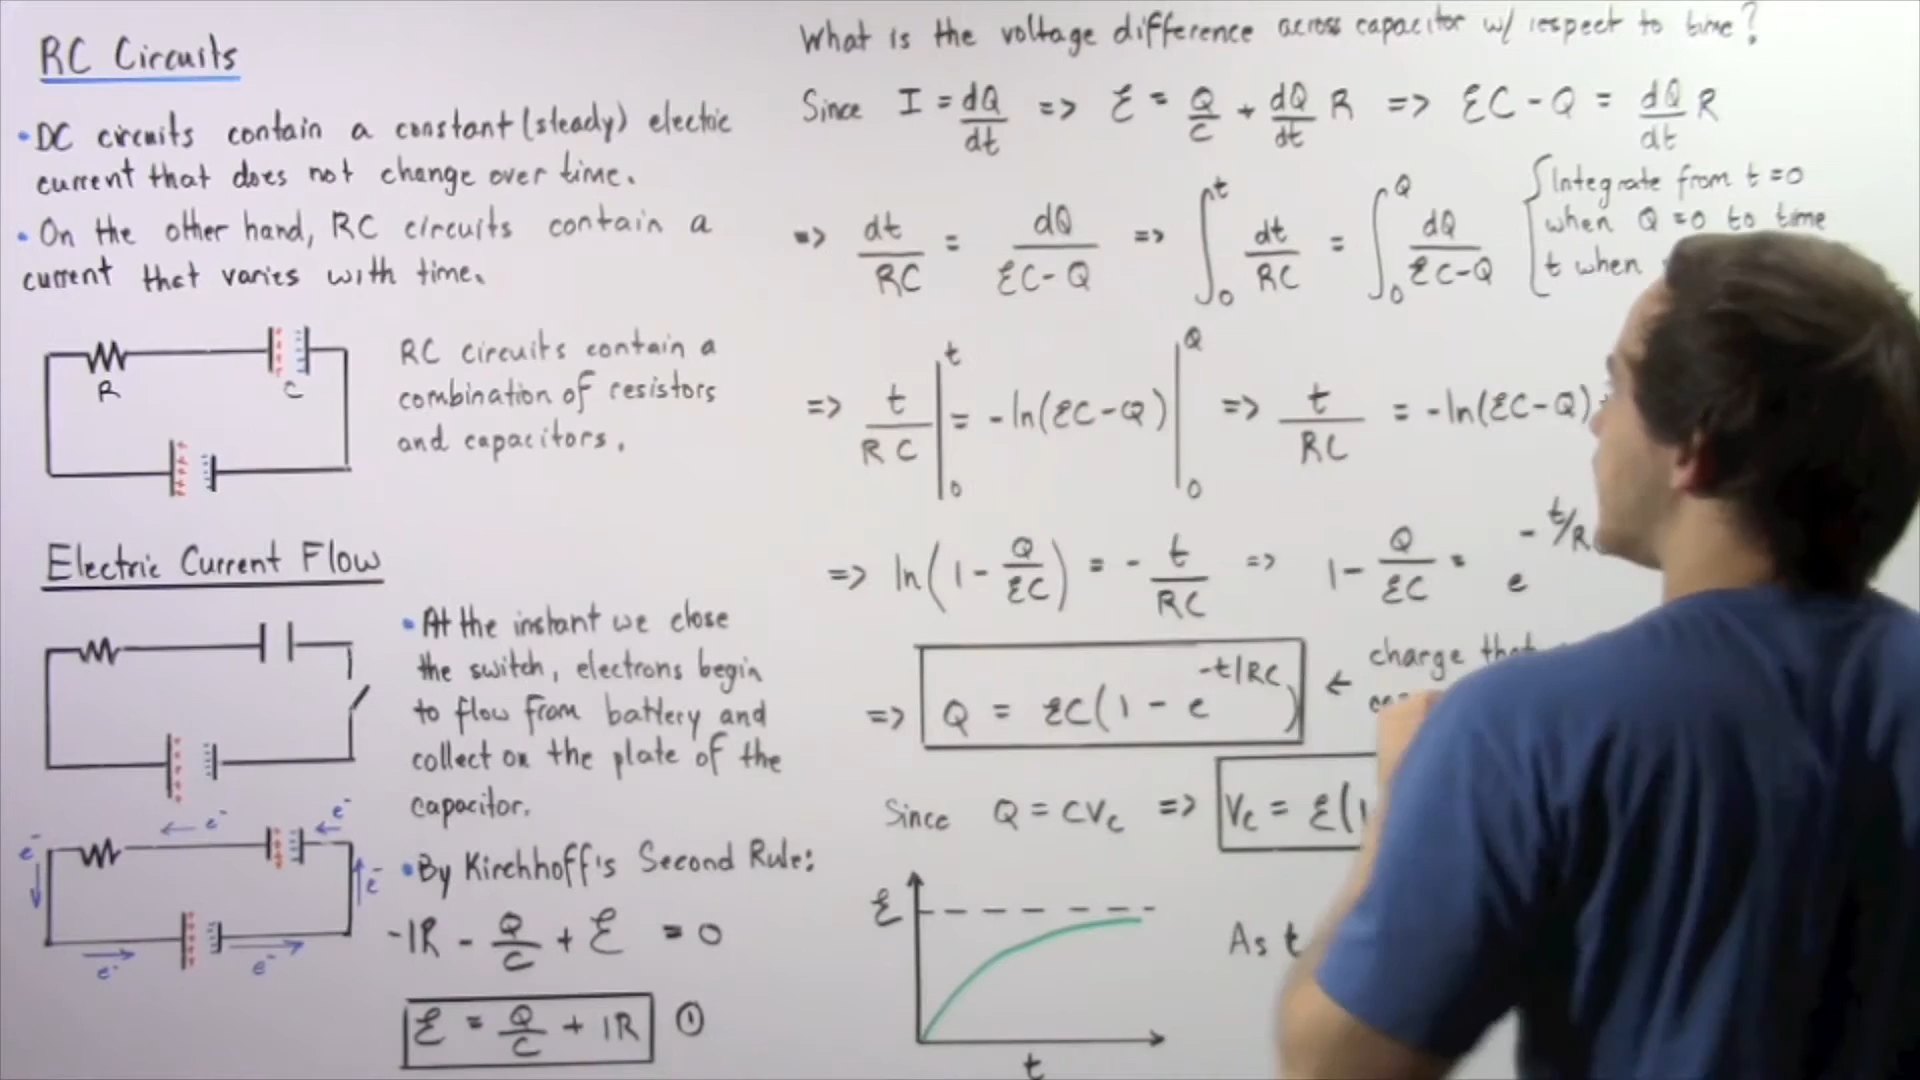 RC Circuits
• DC circuits contain a constant (steady) electric
current that does not change over time.
• On the other hand, RC circuits contain a
current that varies with time.
R
C
RC circuits contain a
combination of resistors
and capacitors.
Electric Current Flow
• At the instant we close
the switch, electrons begin
to flow from battery and
collect on the plate of the
capacitor.
e⁻
← e⁻
← e⁻
e⁻
e⁻ →
e⁻ →
• By Kirchhoff's Second Rule:
-IR - Q/C + ℰ = 0
ℰ = Q/C + IR ①
What is the voltage difference across capacitor w/ respect to time?
Since I = dQ/dt => ℰ = Q/C + dQ/dt R => ℰC - Q = dQ/dt R
=> dt/RC = dQ/(ℰC-Q) => ∫₀ᵗ dt/RC = ∫₀^Q dQ/(ℰC-Q)
{Integrate from t=0
when Q=0 to time
t when
=> t/RC |₀ᵗ = -ln(ℰC-Q) |₀^Q => t/RC = -ln(ℰC-Q)
=> ln(1 - Q/ℰC) = - t/RC => 1 - Q/ℰC = e^-t/R
=> Q = ℰC(1 - e^-t/RC) ← charge
Since Q = CVc => Vc = ℰ(1
ℰ
t
As t